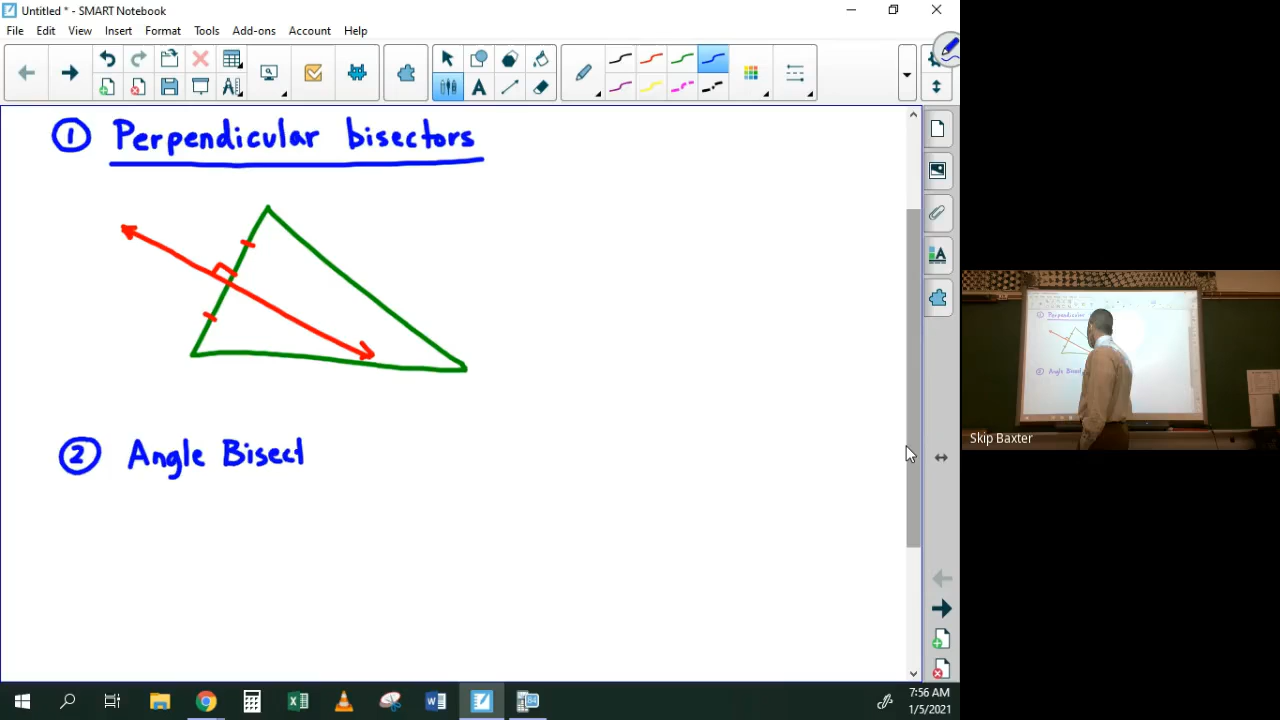 Untitled * - SMART Notebook
File Edit View Insert Format Tools Add-ons Account Help
① Perpendicular bisectors
② Angle Bisect
Skip Baxter
7:56 AM
1/5/2021